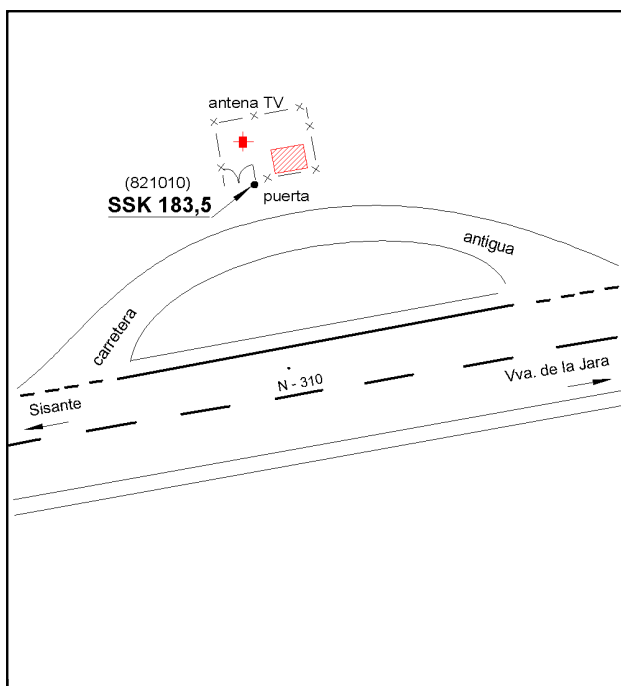 antena TV
(821010)
SSK 183,5
puerta
antigua
carretera
N - 310
Vva. de la Jara
Sisante